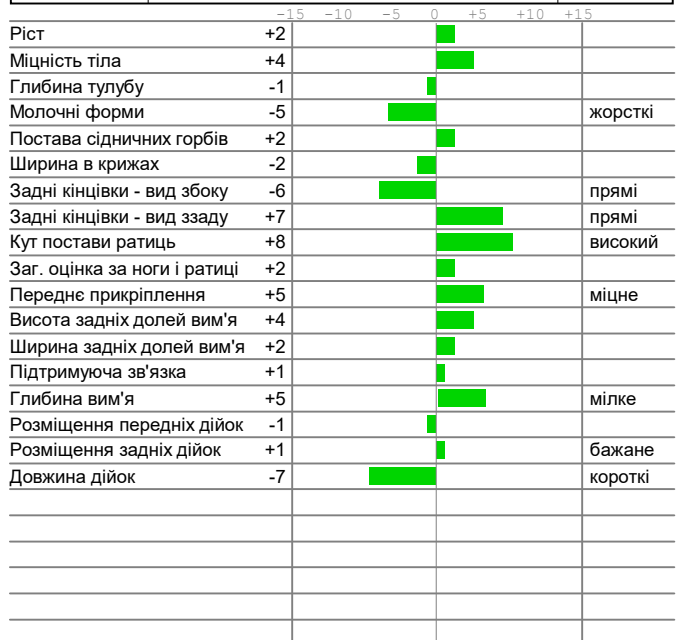 -15 -10 -5 0 +5 +10 +15
Ріст +2
Міцність тіла +4
Глибина тулубу -1
Молочні форми -5 жорсткі
Постава сідничних горбів +2
Ширина в крижах -2
Задні кінцівки - вид збоку -6 прямі
Задні кінцівки - вид ззаду +7 прямі
Кут постави ратиць +8 високий
Заг. оцінка за ноги і ратиці +2
Переднє прикріплення +5 міцне
Висота задніх долей вим'я +4
Ширина задніх долей вим'я +2
Підтримуюча зв'язка +1
Глибина вим'я +5 мілке
Розміщення передніх дійок -1
Розміщення задніх дійок +1 бажане
Довжина дійок -7 короткі